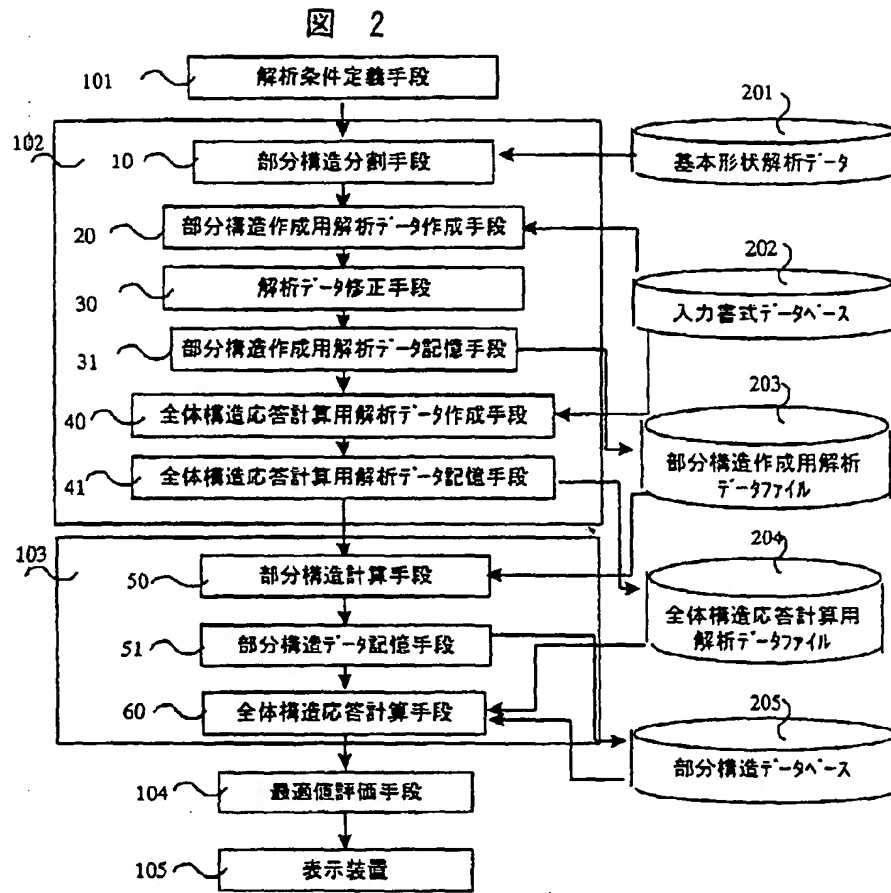 図 2
101
解析条件定義手段
102
10
部分構造分割手段
20
部分構造作成用解析データ作成手段
30
解析データ修正手段
31
部分構造作成用解析データ記憶手段
40
全体構造応答計算用解析データ作成手段
41
全体構造応答計算用解析データ記憶手段
103
50
部分構造計算手段
51
部分構造データ記憶手段
60
全体構造応答計算手段
104
最適値評価手段
105
表示装置
201
基本形状解析データ
202
入力書式データベース
203
部分構造作成用解析
データファイル
204
全体構造応答計算用
解析データファイル
205
部分構造データベース